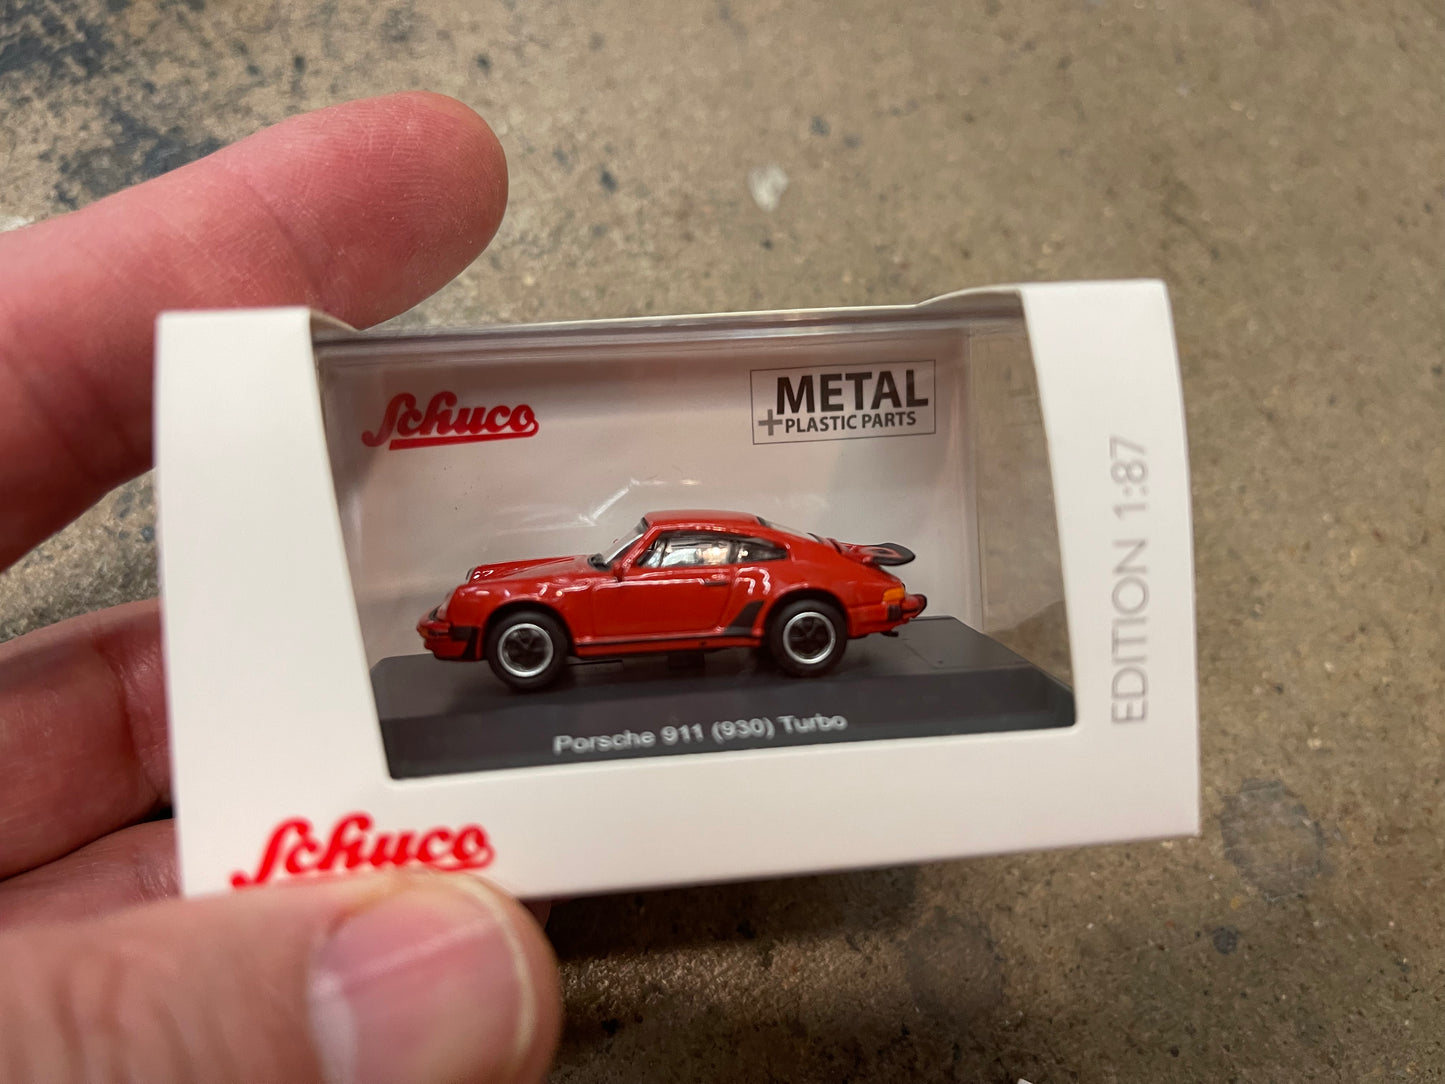 Schuco
METAL
+PLASTIC PARTS
EDITION 1:87
Porsche 911 (930) Turbo
Schuco